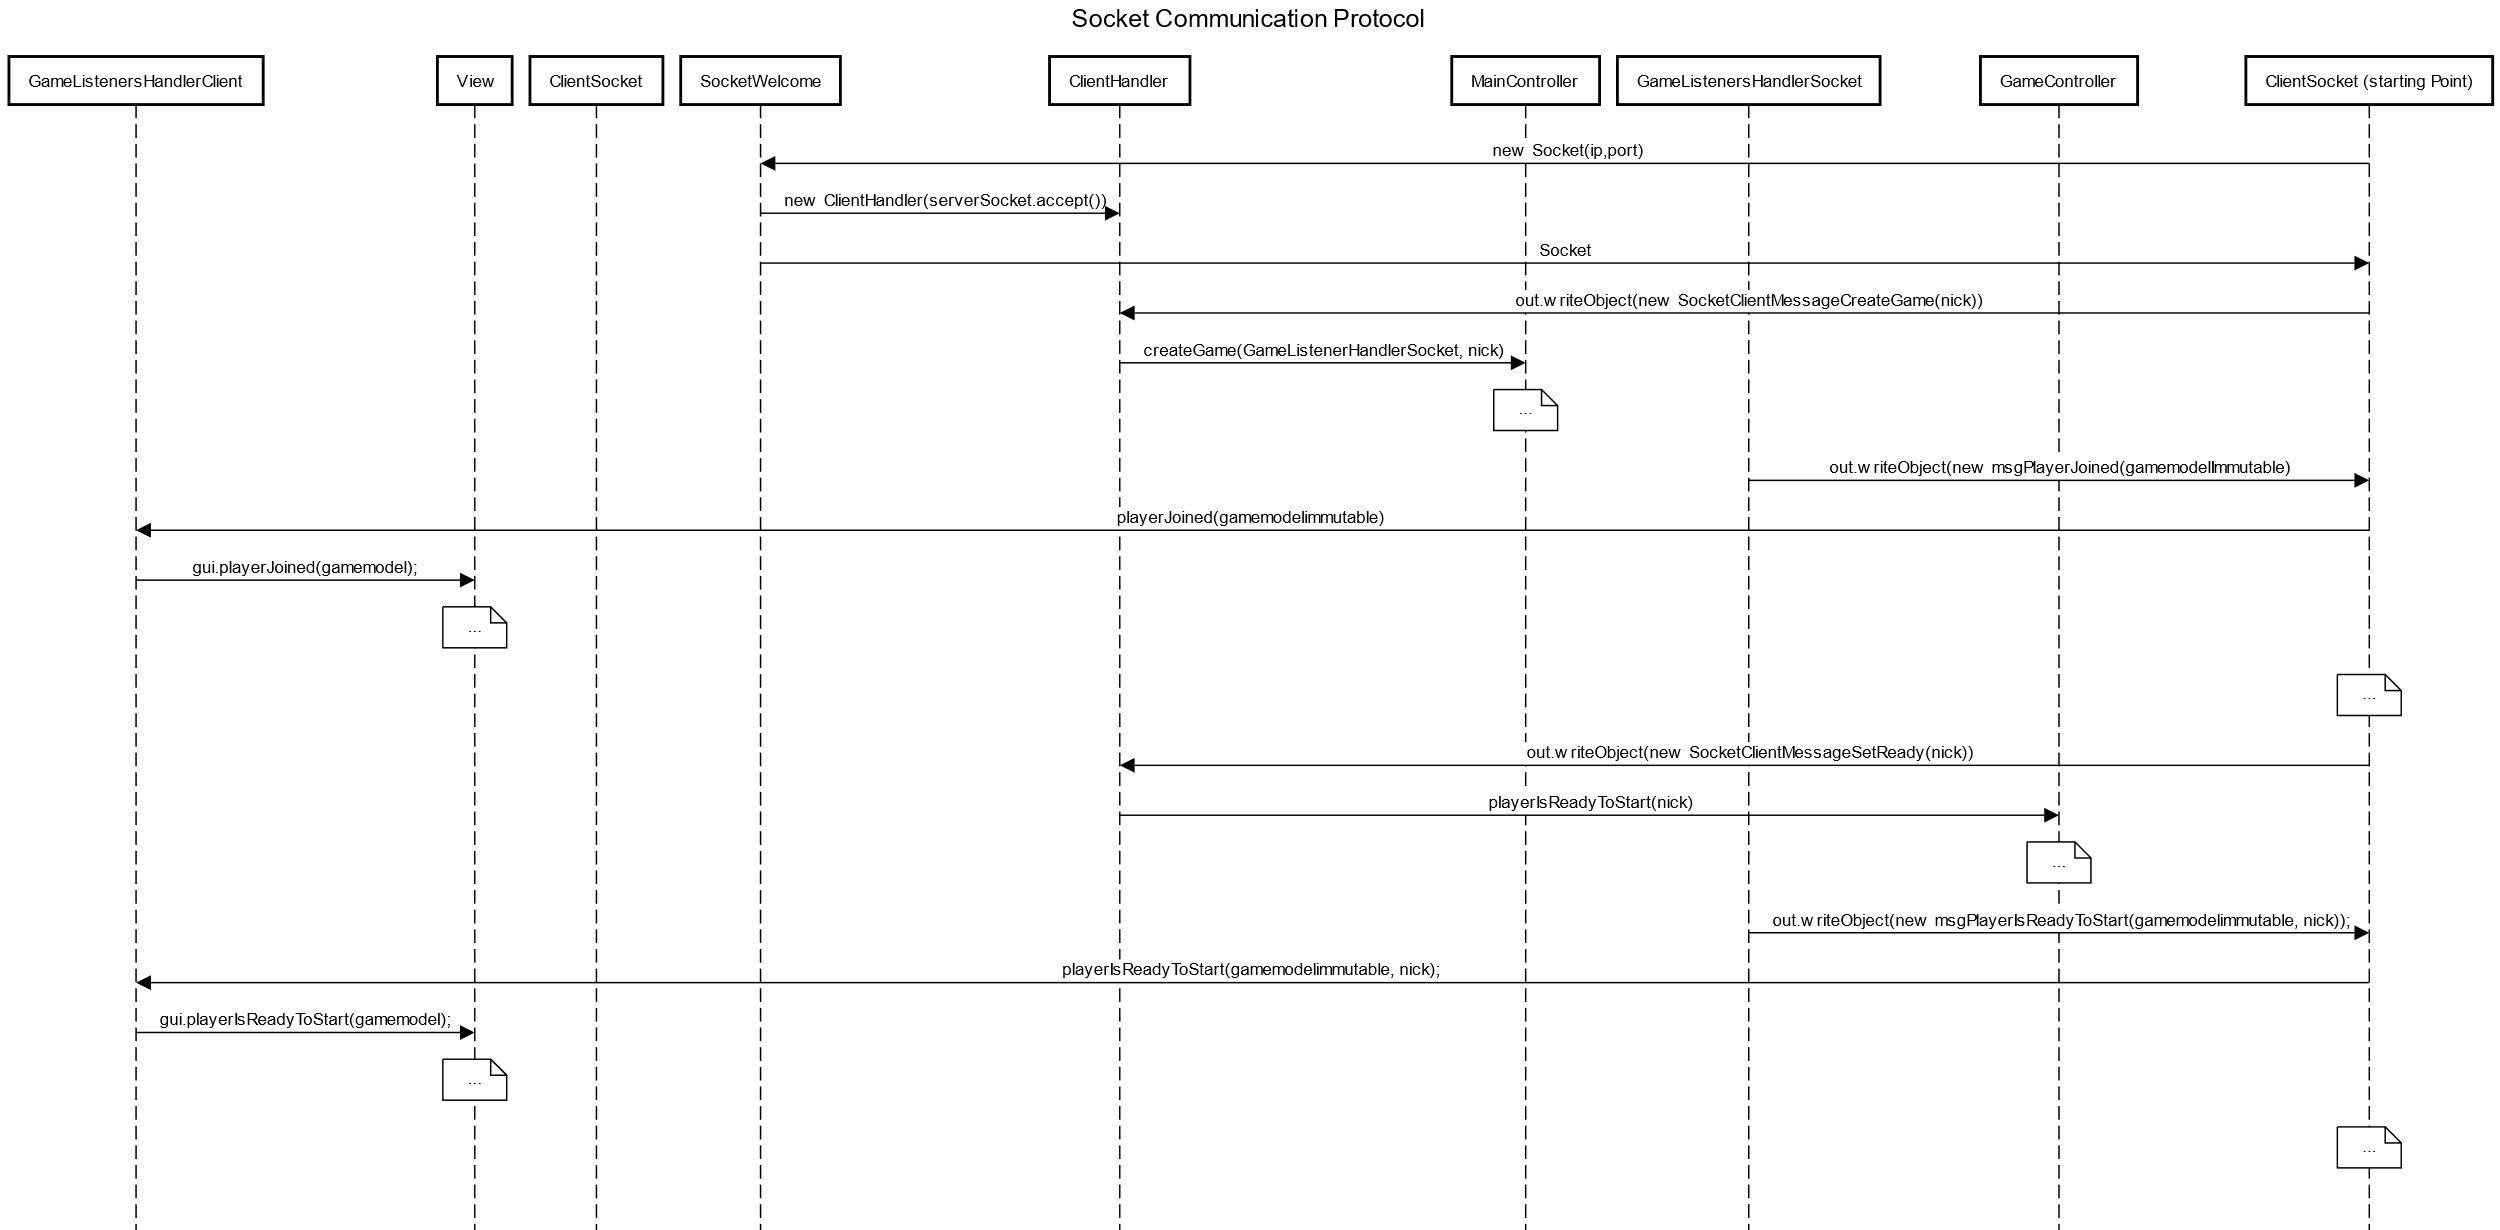 Socket Communication Protocol
GameListenersHandlerClient
View
ClientSocket
SocketWelcome
ClientHandler
MainController
GameListenersHandlerSocket
GameController
ClientSocket (starting Point)
new Socket(ip,port)
new ClientHandler(serverSocket.accept())
Socket
out.writeObject(new SocketClientMessageCreateGame(nick))
createGame(GameListenerHandlerSocket, nick)
...
out.writeObject(new msgPlayerJoined(gamemodelImmutable)
playerJoined(gamemodelimmutable)
gui.playerJoined(gamemodel);
...
...
out.writeObject(new SocketClientMessageSetReady(nick))
playerIsReadyToStart(nick)
...
out.writeObject(new msgPlayerIsReadyToStart(gamemodelimmutable, nick));
playerIsReadyToStart(gamemodelimmutable, nick);
gui.playerIsReadyToStart(gamemodel);
...
...